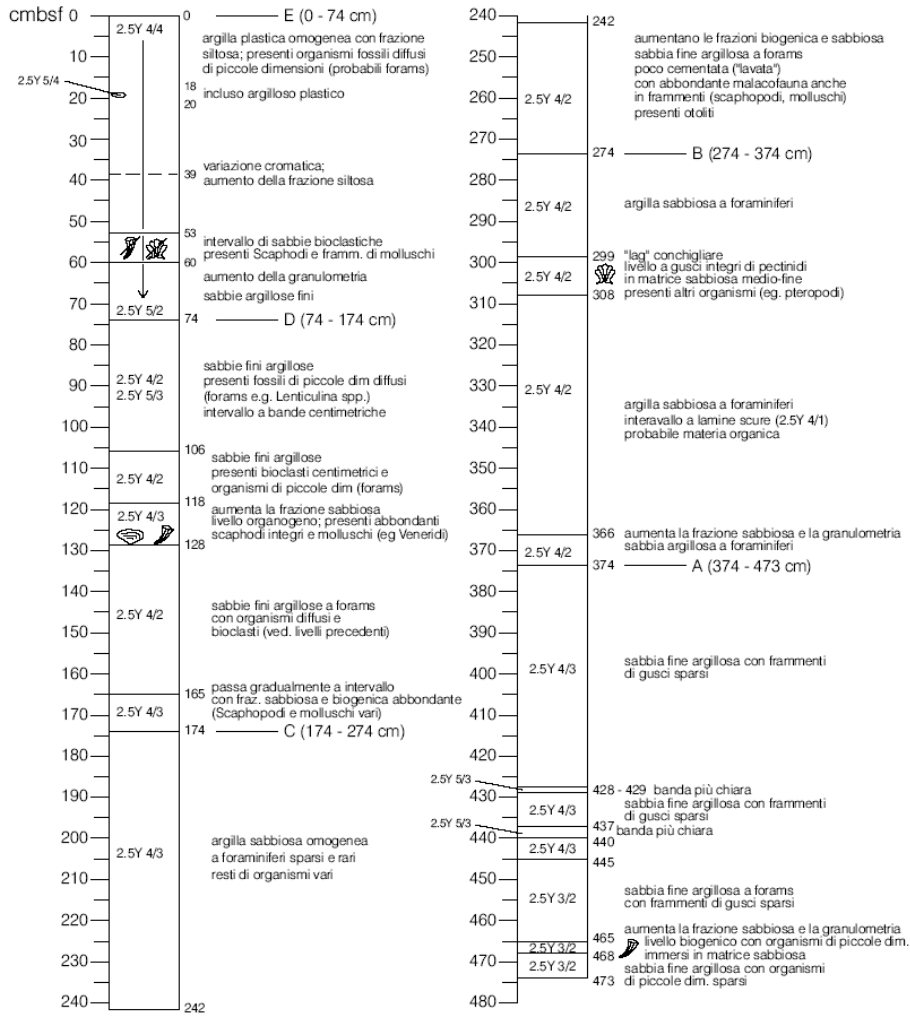 cmbsf 0
0
E (0 - 74 cm)
2.5Y 4/4
argilla plastica omogena con frazione
siltosa; presenti organismi fossili diffusi
di piccole dimensioni (probabili forams)
10
2.5Y 5/4
18
incluso argilloso plastico
20
20
30
variazione cromatica;
39
aumento della frazione siltosa
40
50
53
intervallo di sabbie bioclastiche
presenti Scaphodi e framm. di molluschi
60
60
aumento della granulometria
sabbie argillose fini
70
2.5Y 5/2
74
D (74 - 174 cm)
80
sabbie fini argillose
90
2.5Y 4/2
presenti fossili di piccole dim diffusi
2.5Y 5/3
(forams e.g. Lenticulina spp.)
intervallo a bande centimetriche
100
106
sabbie fini argillose
110
2.5Y 4/2
presenti bioclasti centimetrici e
organismi di piccole dim (forams)
118
120
2.5Y 4/3
aumenta la frazione sabbiosa
livello organogeno; presenti abbondanti
scaphodi integri e molluschi (eg Veneridi)
128
130
140
2.5Y 4/2
sabbie fini argillose a forams
con organismi diffusi e
150
bioclasti (ved. livelli precedenti)
160
165
passa gradualmente a intervallo
con fraz. sabbiosa e biogenica abbondante
170
2.5Y 4/3
(Scaphopodi e molluschi vari)
174
C (174 - 274 cm)
180
190
200
2.5Y 4/3
argilla sabbiosa omogenea
a foraminiferi sparsi e rari
210
resti di organismi vari
220
230
240
242
240
242
aumentano le frazioni biogenica e sabbiosa
250
sabbia fine argillosa a forams
poco cementata ("lavata")
260
2.5Y 4/2
con abbondante malacofauna anche
in frammenti (scaphopodi, molluschi)
presenti otoliti
270
274
B (274 - 374 cm)
280
2.5Y 4/2
argilla sabbiosa a foraminiferi
290
299
"lag" conchigliare
300
2.5Y 4/2
livello a gusci integri di pectinidi
in matrice sabbiosa medio-fine
308
presenti altri organismi (eg. pteropodi)
310
320
330
2.5Y 4/2
argilla sabbiosa a foraminiferi
340
interavallo a lamine scure (2.5Y 4/1)
probabile materia organica
350
360
366
aumenta la frazione sabbiosa e la granulometria
370
2.5Y 4/2
sabbia argillosa a foraminiferi
374
A (374 - 473 cm)
380
390
400
2.5Y 4/3
sabbia fine argillosa con frammenti
di gusci sparsi
410
420
2.5Y 5/3
428 - 429 banda più chiara
430
2.5Y 4/3
sabbia fine argillosa con frammenti
di gusci sparsi
2.5Y 5/3
437
banda più chiara
440
440
2.5Y 4/3
445
450
2.5Y 3/2
sabbia fine argillosa a forams
con frammenti di gusci sparsi
460
465
aumenta la frazione sabbiosa e la granulometria
2.5Y 3/2
livello biogenico con organismi di piccole dim.
468
immersi in matrice sabbiosa
470
2.5Y 3/2
sabbia fine argillosa con organismi
473
di piccole dim. sparsi
480